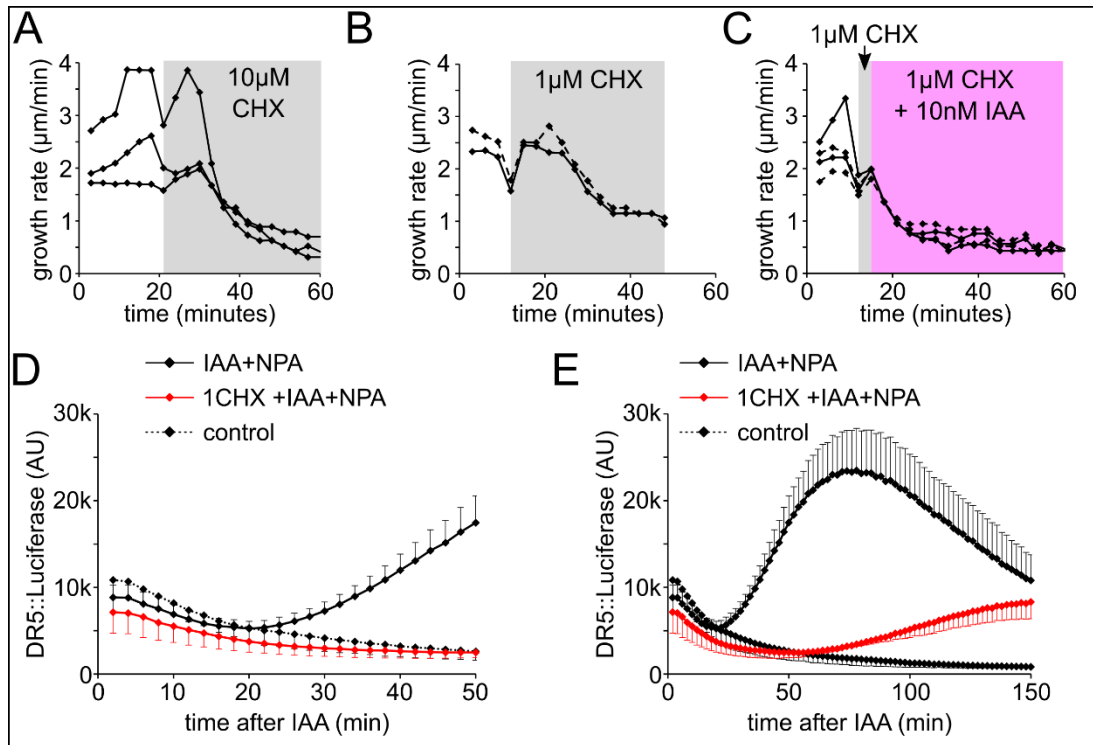 A
growth rate (µm/min)
4
3
2
1
0
10µM
CHX
0 20 40 60
time (minutes)
B
growth rate (µm/min)
4
3
2
1
0
1µM CHX
0 20 40 60
time (minutes)
C
1µM CHX
growth rate (µm/min)
4
3
2
1
0
1µM CHX
+ 10nM IAA
0 20 40 60
time (minutes)
D
IAA+NPA
1CHX +IAA+NPA
control
DR5::Luciferase (AU)
30k
20k
10k
0
0 10 20 30 40 50
time after IAA (min)
E
IAA+NPA
1CHX +IAA+NPA
control
DR5::Luciferase (AU)
30k
20k
10k
0
0 50 100 150
time after IAA (min)